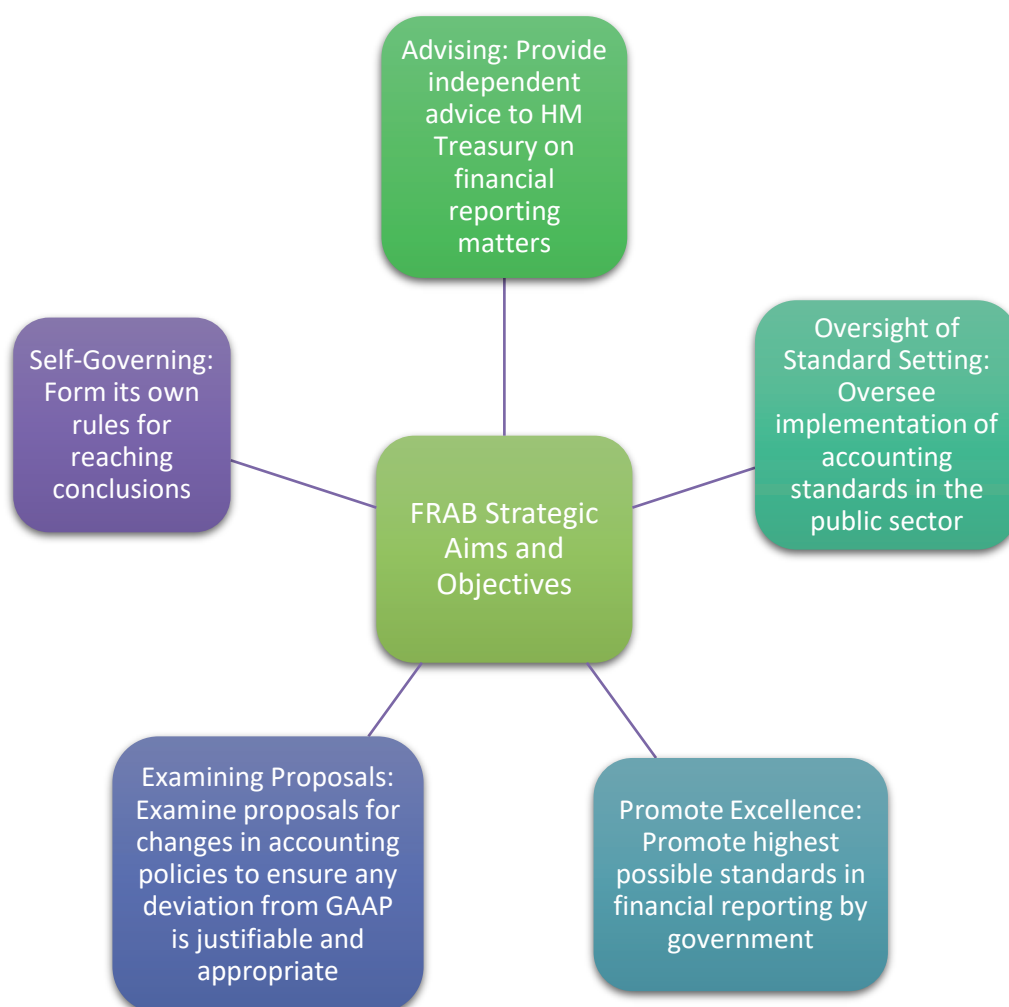 Advising: Provide
independent
advice to HM
Treasury on
financial
reporting
matters
Self-Governing:
Form its own
rules for
reaching
conclusions
Oversight of
Standard Setting:
Oversee
implementation of
accounting
standards in the
public sector
FRAB Strategic
Aims and
Objectives
Examining Proposals:
Examine proposals for
changes in accounting
policies to ensure any
deviation from GAAP
is justifiable and
appropriate
Promote Excellence:
Promote highest
possible standards in
financial reporting by
government